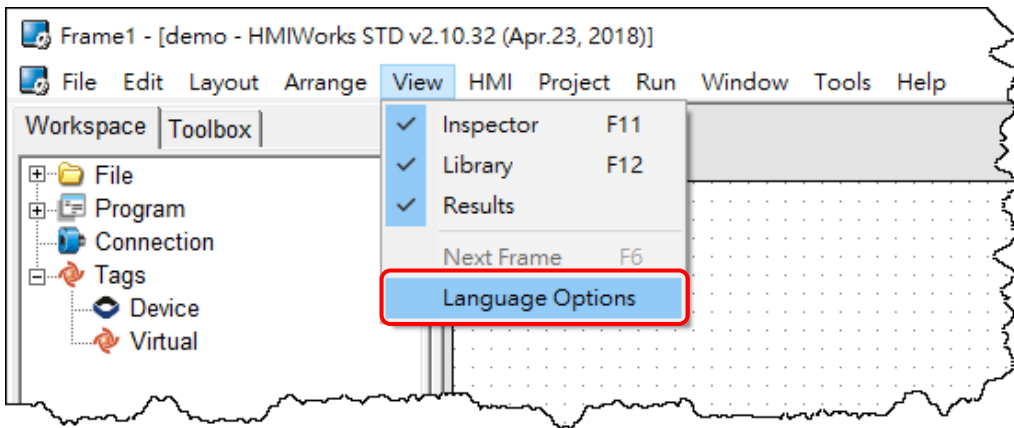 Frame1 - [demo - HMIWorks STD v2.10.32 (Apr.23, 2018)]
File Edit Layout Arrange View HMI Project Run Window Tools Help
Workspace Toolbox
Inspector F11
Library F12
Results
Next Frame F6
Language Options
File
Program
Connection
Tags
Device
Virtual